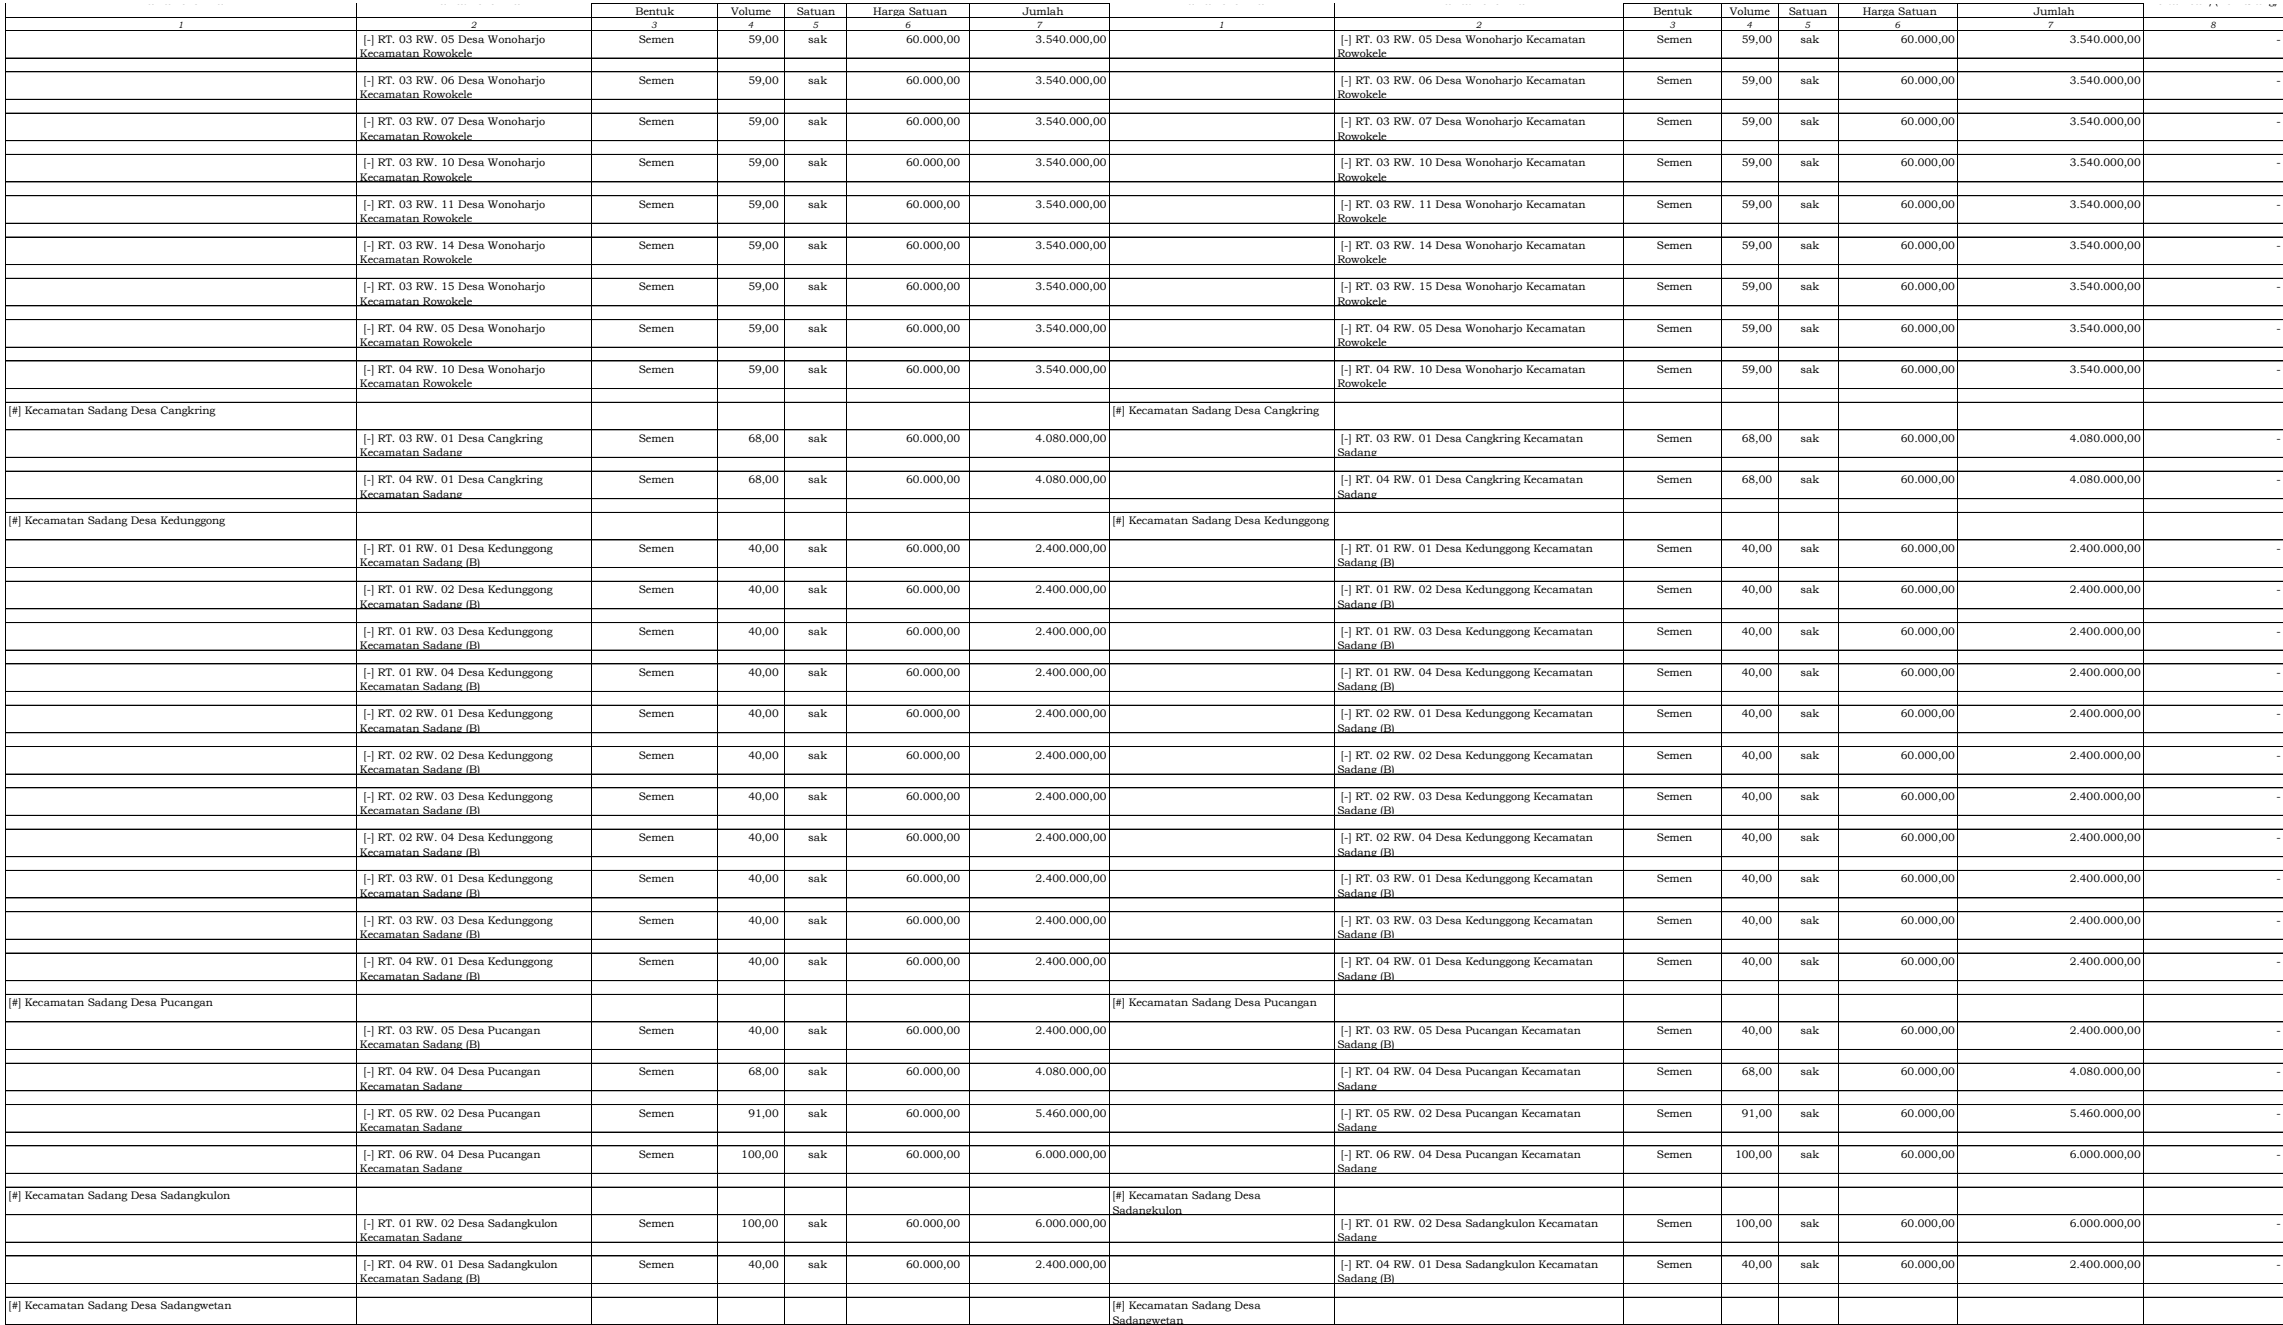 Bentuk Volume Satuan Harga Satuan Jumlah Bentuk Volume Satuan Harga Satuan Jumlah
1 2 3 4 5 6 7 1 2 3 4 5 6 7 8
[-] RT. 03 RW. 05 Desa Wonoharjo Semen 59,00 sak 60.000,00 3.540.000,00 [-] RT. 03 RW. 05 Desa Wonoharjo Kecamatan Semen 59,00 sak 60.000,00 3.540.000,00 -
Kecamatan Rowokele Rowokele
[-] RT. 03 RW. 06 Desa Wonoharjo Semen 59,00 sak 60.000,00 3.540.000,00 [-] RT. 03 RW. 06 Desa Wonoharjo Kecamatan Semen 59,00 sak 60.000,00 3.540.000,00 -
Kecamatan Rowokele Rowokele
[-] RT. 03 RW. 07 Desa Wonoharjo Semen 59,00 sak 60.000,00 3.540.000,00 [-] RT. 03 RW. 07 Desa Wonoharjo Kecamatan Semen 59,00 sak 60.000,00 3.540.000,00 -
Kecamatan Rowokele Rowokele
[-] RT. 03 RW. 10 Desa Wonoharjo Semen 59,00 sak 60.000,00 3.540.000,00 [-] RT. 03 RW. 10 Desa Wonoharjo Kecamatan Semen 59,00 sak 60.000,00 3.540.000,00 -
Kecamatan Rowokele Rowokele
[-] RT. 03 RW. 11 Desa Wonoharjo Semen 59,00 sak 60.000,00 3.540.000,00 [-] RT. 03 RW. 11 Desa Wonoharjo Kecamatan Semen 59,00 sak 60.000,00 3.540.000,00 -
Kecamatan Rowokele Rowokele
[-] RT. 03 RW. 14 Desa Wonoharjo Semen 59,00 sak 60.000,00 3.540.000,00 [-] RT. 03 RW. 14 Desa Wonoharjo Kecamatan Semen 59,00 sak 60.000,00 3.540.000,00 -
Kecamatan Rowokele Rowokele
[-] RT. 03 RW. 15 Desa Wonoharjo Semen 59,00 sak 60.000,00 3.540.000,00 [-] RT. 03 RW. 15 Desa Wonoharjo Kecamatan Semen 59,00 sak 60.000,00 3.540.000,00 -
Kecamatan Rowokele Rowokele
[-] RT. 04 RW. 05 Desa Wonoharjo Semen 59,00 sak 60.000,00 3.540.000,00 [-] RT. 04 RW. 05 Desa Wonoharjo Kecamatan Semen 59,00 sak 60.000,00 3.540.000,00 -
Kecamatan Rowokele Rowokele
[-] RT. 04 RW. 10 Desa Wonoharjo Semen 59,00 sak 60.000,00 3.540.000,00 [-] RT. 04 RW. 10 Desa Wonoharjo Kecamatan Semen 59,00 sak 60.000,00 3.540.000,00 -
Kecamatan Rowokele Rowokele
[#] Kecamatan Sadang Desa Cangkring [#] Kecamatan Sadang Desa Cangkring
[-] RT. 03 RW. 01 Desa Cangkring Semen 68,00 sak 60.000,00 4.080.000,00 [-] RT. 03 RW. 01 Desa Cangkring Kecamatan Semen 68,00 sak 60.000,00 4.080.000,00 -
Kecamatan Sadang Sadang
[-] RT. 04 RW. 01 Desa Cangkring Semen 68,00 sak 60.000,00 4.080.000,00 [-] RT. 04 RW. 01 Desa Cangkring Kecamatan Semen 68,00 sak 60.000,00 4.080.000,00 -
Kecamatan Sadang Sadang
[#] Kecamatan Sadang Desa Kedunggong [#] Kecamatan Sadang Desa Kedunggong
[-] RT. 01 RW. 01 Desa Kedunggong Semen 40,00 sak 60.000,00 2.400.000,00 [-] RT. 01 RW. 01 Desa Kedunggong Kecamatan Semen 40,00 sak 60.000,00 2.400.000,00 -
Kecamatan Sadang (B) Sadang (B)
[-] RT. 01 RW. 02 Desa Kedunggong Semen 40,00 sak 60.000,00 2.400.000,00 [-] RT. 01 RW. 02 Desa Kedunggong Kecamatan Semen 40,00 sak 60.000,00 2.400.000,00 -
Kecamatan Sadang (B) Sadang (B)
[-] RT. 01 RW. 03 Desa Kedunggong Semen 40,00 sak 60.000,00 2.400.000,00 [-] RT. 01 RW. 03 Desa Kedunggong Kecamatan Semen 40,00 sak 60.000,00 2.400.000,00 -
Kecamatan Sadang (B) Sadang (B)
[-] RT. 01 RW. 04 Desa Kedunggong Semen 40,00 sak 60.000,00 2.400.000,00 [-] RT. 01 RW. 04 Desa Kedunggong Kecamatan Semen 40,00 sak 60.000,00 2.400.000,00 -
Kecamatan Sadang (B) Sadang (B)
[-] RT. 02 RW. 01 Desa Kedunggong Semen 40,00 sak 60.000,00 2.400.000,00 [-] RT. 02 RW. 01 Desa Kedunggong Kecamatan Semen 40,00 sak 60.000,00 2.400.000,00 -
Kecamatan Sadang (B) Sadang (B)
[-] RT. 02 RW. 02 Desa Kedunggong Semen 40,00 sak 60.000,00 2.400.000,00 [-] RT. 02 RW. 02 Desa Kedunggong Kecamatan Semen 40,00 sak 60.000,00 2.400.000,00 -
Kecamatan Sadang (B) Sadang (B)
[-] RT. 02 RW. 03 Desa Kedunggong Semen 40,00 sak 60.000,00 2.400.000,00 [-] RT. 02 RW. 03 Desa Kedunggong Kecamatan Semen 40,00 sak 60.000,00 2.400.000,00 -
Kecamatan Sadang (B) Sadang (B)
[-] RT. 02 RW. 04 Desa Kedunggong Semen 40,00 sak 60.000,00 2.400.000,00 [-] RT. 02 RW. 04 Desa Kedunggong Kecamatan Semen 40,00 sak 60.000,00 2.400.000,00 -
Kecamatan Sadang (B) Sadang (B)
[-] RT. 03 RW. 01 Desa Kedunggong Semen 40,00 sak 60.000,00 2.400.000,00 [-] RT. 03 RW. 01 Desa Kedunggong Kecamatan Semen 40,00 sak 60.000,00 2.400.000,00 -
Kecamatan Sadang (B) Sadang (B)
[-] RT. 03 RW. 03 Desa Kedunggong Semen 40,00 sak 60.000,00 2.400.000,00 [-] RT. 03 RW. 03 Desa Kedunggong Kecamatan Semen 40,00 sak 60.000,00 2.400.000,00 -
Kecamatan Sadang (B) Sadang (B)
[-] RT. 04 RW. 01 Desa Kedunggong Semen 40,00 sak 60.000,00 2.400.000,00 [-] RT. 04 RW. 01 Desa Kedunggong Kecamatan Semen 40,00 sak 60.000,00 2.400.000,00 -
Kecamatan Sadang (B) Sadang (B)
[#] Kecamatan Sadang Desa Pucangan [#] Kecamatan Sadang Desa Pucangan
[-] RT. 03 RW. 05 Desa Pucangan Semen 40,00 sak 60.000,00 2.400.000,00 [-] RT. 03 RW. 05 Desa Pucangan Kecamatan Semen 40,00 sak 60.000,00 2.400.000,00 -
Kecamatan Sadang (B) Sadang (B)
[-] RT. 04 RW. 04 Desa Pucangan Semen 68,00 sak 60.000,00 4.080.000,00 [-] RT. 04 RW. 04 Desa Pucangan Kecamatan Semen 68,00 sak 60.000,00 4.080.000,00 -
Kecamatan Sadang Sadang
[-] RT. 05 RW. 02 Desa Pucangan Semen 91,00 sak 60.000,00 5.460.000,00 [-] RT. 05 RW. 02 Desa Pucangan Kecamatan Semen 91,00 sak 60.000,00 5.460.000,00 -
Kecamatan Sadang Sadang
[-] RT. 06 RW. 04 Desa Pucangan Semen 100,00 sak 60.000,00 6.000.000,00 [-] RT. 06 RW. 04 Desa Pucangan Kecamatan Semen 100,00 sak 60.000,00 6.000.000,00 -
Kecamatan Sadang Sadang
[#] Kecamatan Sadang Desa Sadangkulon [#] Kecamatan Sadang Desa
Sadangkulon
[-] RT. 01 RW. 02 Desa Sadangkulon Semen 100,00 sak 60.000,00 6.000.000,00 [-] RT. 01 RW. 02 Desa Sadangkulon Kecamatan Semen 100,00 sak 60.000,00 6.000.000,00 -
Kecamatan Sadang Sadang
[-] RT. 04 RW. 01 Desa Sadangkulon Semen 40,00 sak 60.000,00 2.400.000,00 [-] RT. 04 RW. 01 Desa Sadangkulon Kecamatan Semen 40,00 sak 60.000,00 2.400.000,00 -
Kecamatan Sadang (B) Sadang (B)
[#] Kecamatan Sadang Desa Sadangwetan [#] Kecamatan Sadang Desa
Sadangwetan